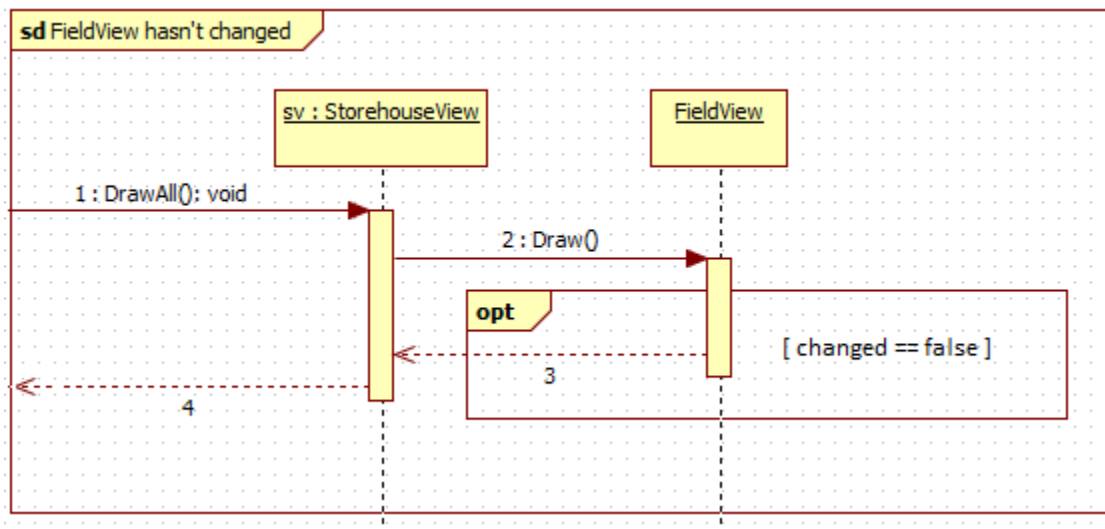 sd FieldView hasn't changed
sv : StorehouseView
FieldView
1 : DrawAll(): void
2 : Draw()
opt
[ changed == false ]
3
4